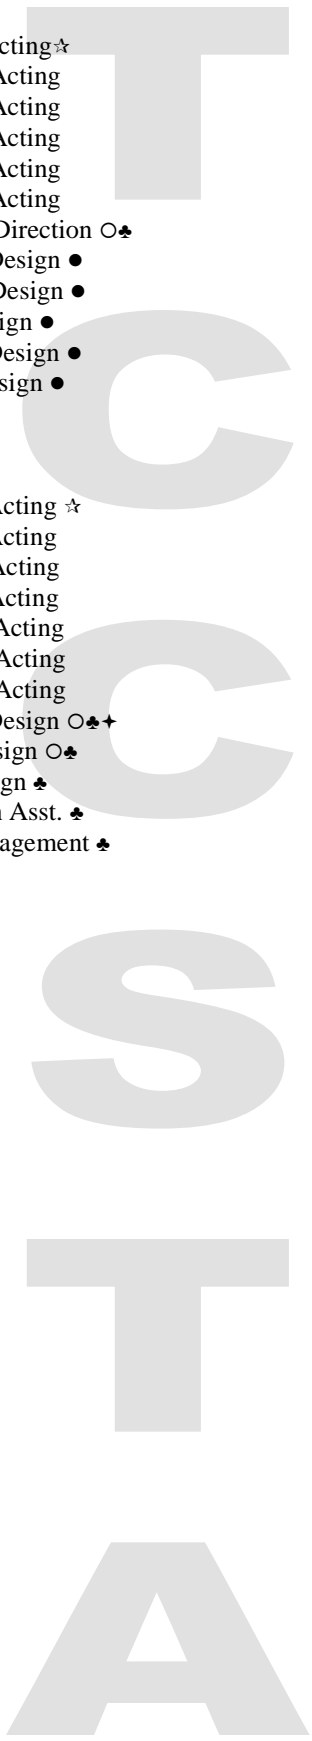 cting☆
Acting
Acting
Acting
Acting
Acting
Direction ○♣
Design ●
Design ●
ign ●
Design ●
sign ●
Acting ☆
Acting
Acting
Acting
Acting
Acting
Acting
Design ○♣✦
sign ○♣
gn ♣
n Asst. ♣
agement ♣
T
C
C
S
T
A